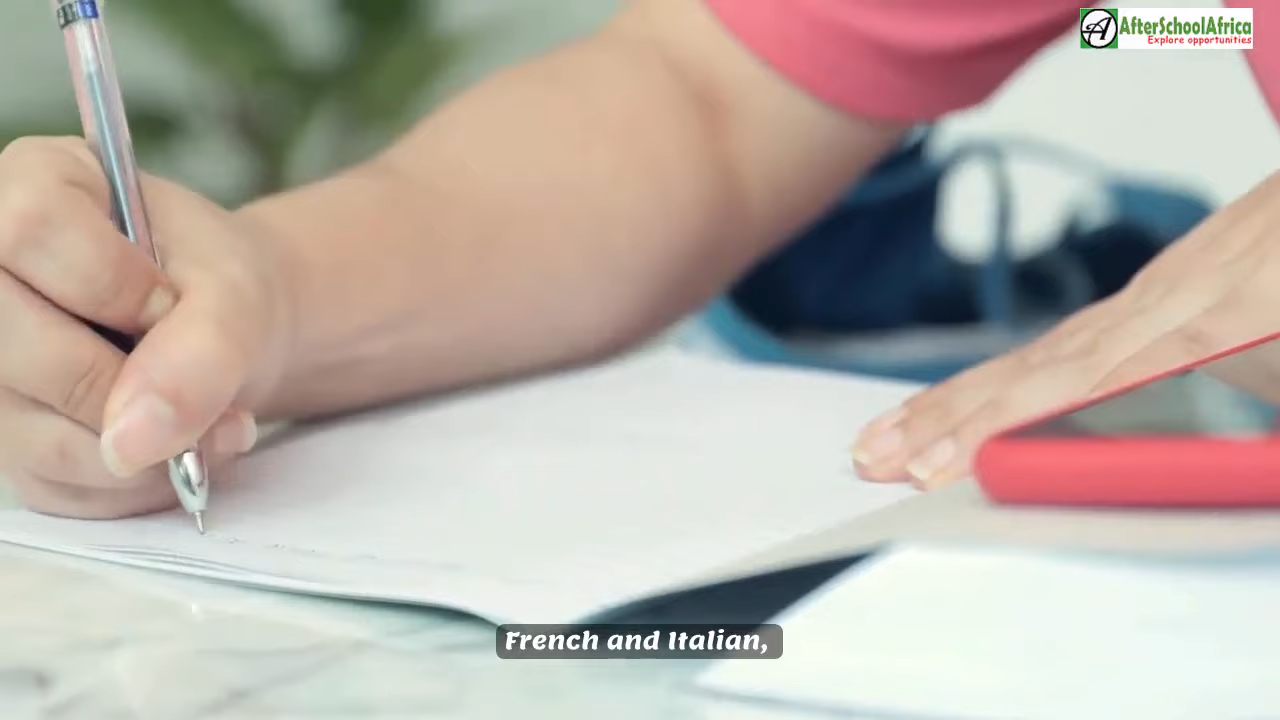 AfterSchoolAfrica
Explore opportunities
French and Italian,